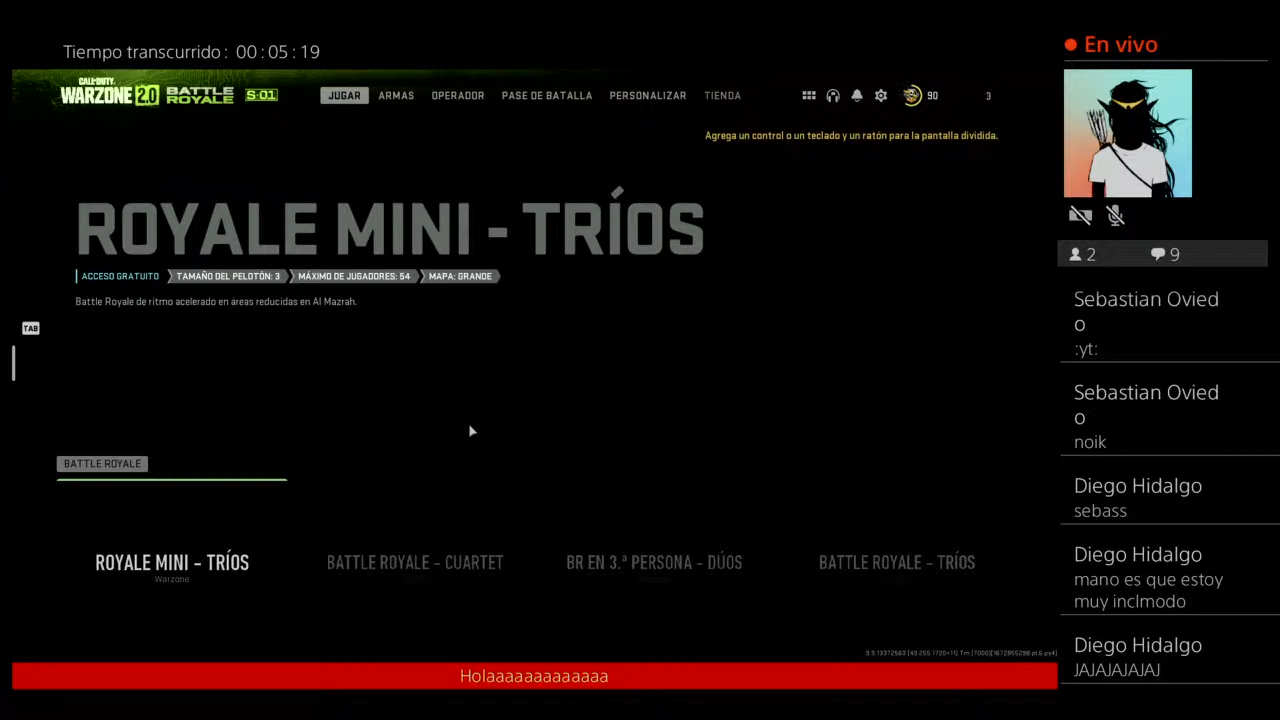 Tiempo transcurrido: 00:05:19
En vivo
CALL OF DUTY.
WARZONE 2.0 BATTLE ROYALE S-01
JUGAR ARMAS OPERADOR PASE DE BATALLA PERSONALIZAR TIENDA 90 3
Agrega un control o un teclado y un ratón para la pantalla dividida.
ROYALE MINI - TRÍOS
ACCESO GRATUITO TAMAÑO DEL PELOTÓN: 3 MÁXIMO DE JUGADORES: 54 MAPA: GRANDE
Battle Royale de ritmo acelerado en áreas reducidas en Al Mazrah.
TAB
BATTLE ROYALE
ROYALE MINI - TRÍOS BATTLE ROYALE - CUARTET BR EN 3.ª PERSONA - DÚOS BATTLE ROYALE - TRÍOS
Warzone
Holaaaaaaaaaaaaa
2 9
Sebastian Ovied
o
:yt:
Sebastian Ovied
o
noik
Diego Hidalgo
sebass
Diego Hidalgo
mano es que estoy
muy inclmodo
Diego Hidalgo
JAJAJAJAJAJ